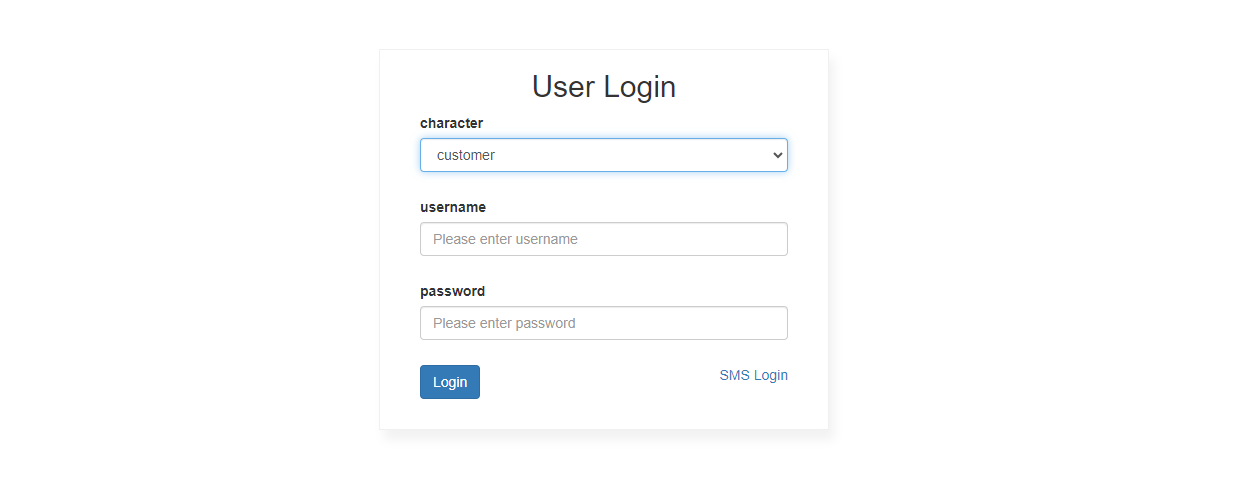 User Login
character
customer
username
Please enter username
password
Please enter password
Login
SMS Login